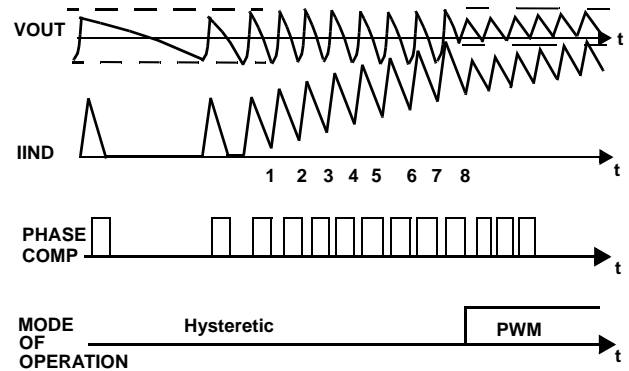 VOUT
t
IIND
t
1 2 3 4 5 6 7 8
PHASE
COMP
t
Hysteretic
PWM
MODE
OF
OPERATION
t